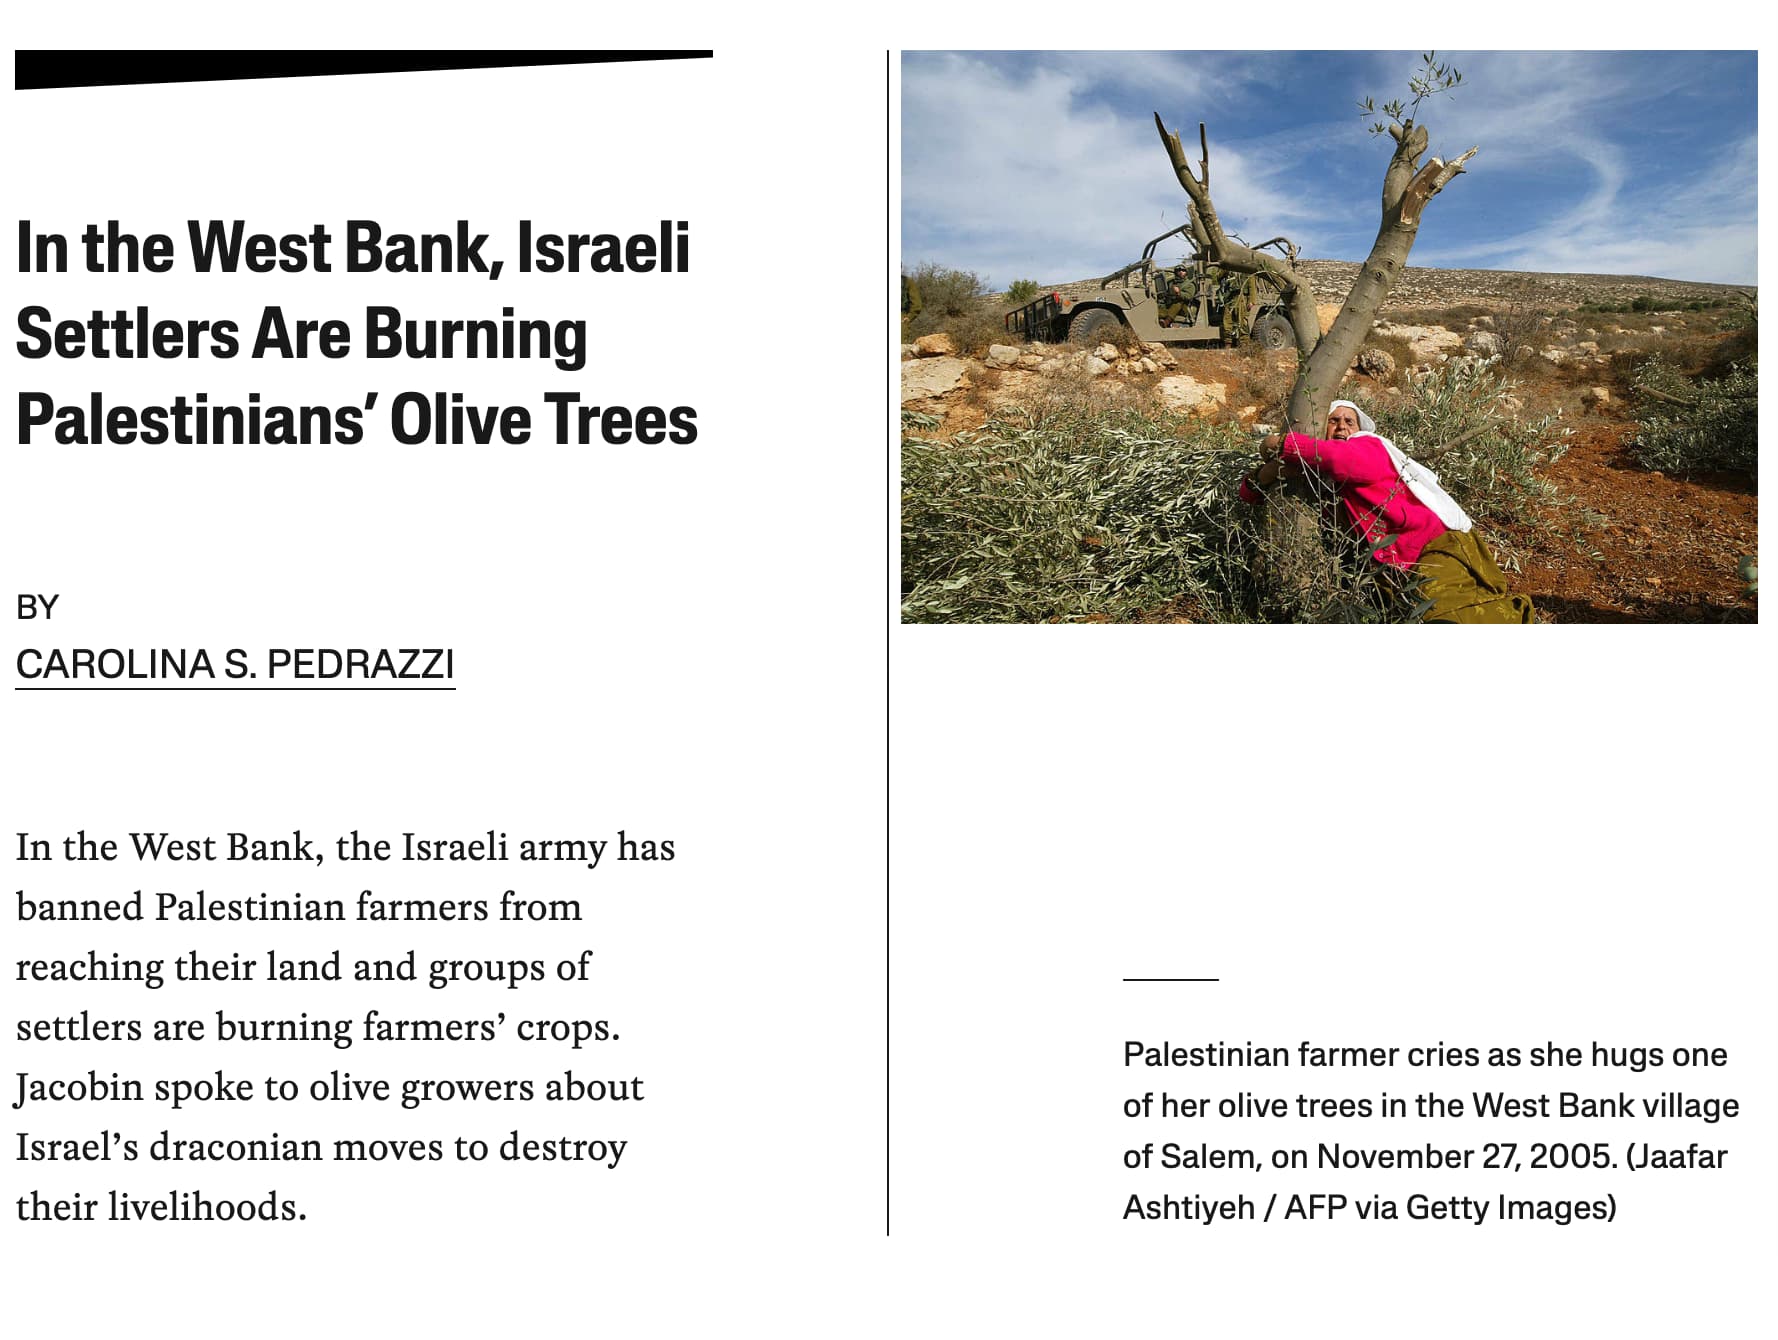 In the West Bank, Israeli
Settlers Are Burning
Palestinians’ Olive Trees
BY
CAROLINA S. PEDRAZZI
In the West Bank, the Israeli army has
banned Palestinian farmers from
reaching their land and groups of
settlers are burning farmers’ crops.
Jacobin spoke to olive growers about
Israel’s draconian moves to destroy
their livelihoods.
Palestinian farmer cries as she hugs one
of her olive trees in the West Bank village
of Salem, on November 27, 2005. (Jaafar
Ashtiyeh / AFP via Getty Images)